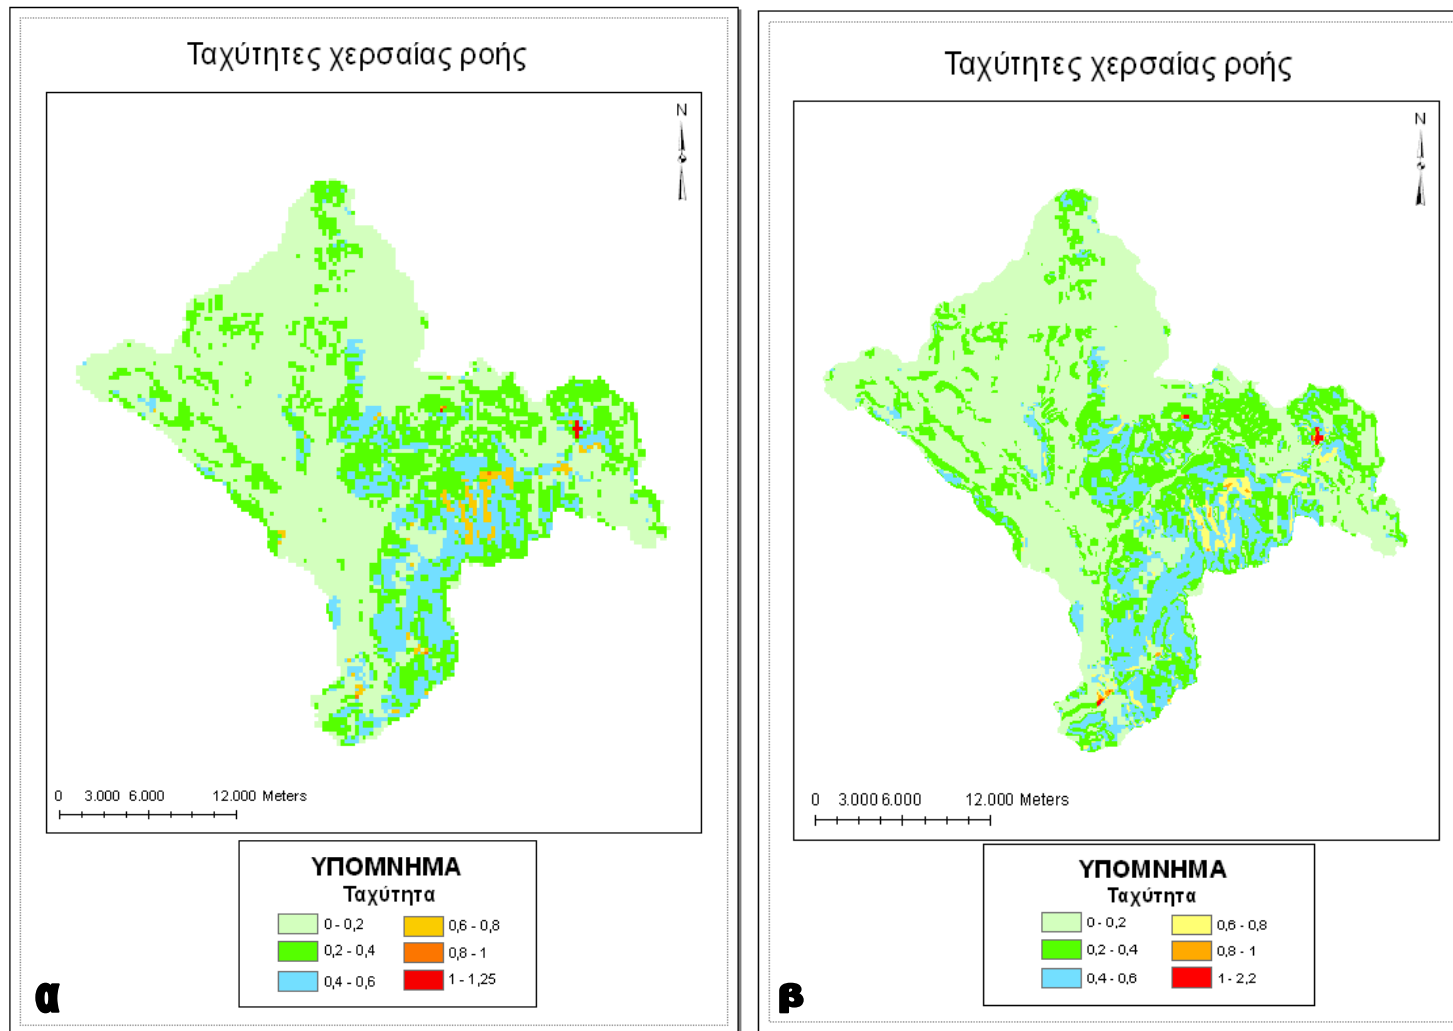 Ταχύτητες χερσαίας ροής
N
0 3.000 6.000 12.000 Meters
ΥΠΟΜΝΗΜΑ
Ταχύτητα
0 - 0,2
0,2 - 0,4
0,4 - 0,6
0,6 - 0,8
0,8 - 1
1 - 1,25
α
Ταχύτητες χερσαίας ροής
N
0 3.000 6.000 12.000 Meters
ΥΠΟΜΝΗΜΑ
Ταχύτητα
0 - 0,2
0,2 - 0,4
0,4 - 0,6
0,6 - 0,8
0,8 - 1
1 - 2,2
β